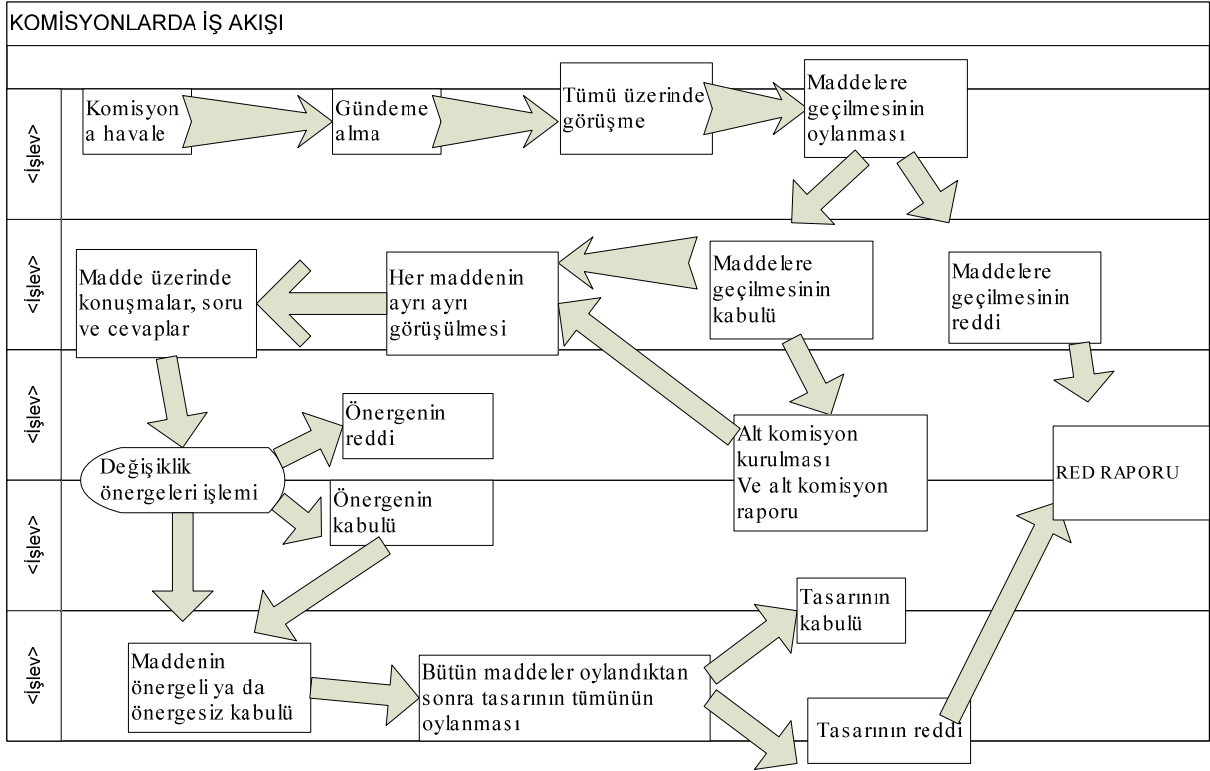 KOMİSYONLARDA İŞ AKIŞI
<İşlev>
Komisyon
a havale
Gündeme
alma
Tümü üzerinde
görüşme
Maddelere
geçilmesinin
oylanması
<İşlev>
Madde üzerinde
konuşmalar, soru
ve cevaplar
Her maddenin
ayrı ayrı
görüşülmesi
Maddelere
geçilmesinin
kabulü
Maddelere
geçilmesinin
reddi
<İşlev>
Önergenin
reddi
Alt komisyon
kurulması
Ve alt komisyon
raporu
RED RAPORU
Değişiklik
önergeleri işlemi
<İşlev>
Önergenin
kabulü
Tasarının
kabulü
<İşlev>
Maddenin
önergeli ya da
önergesiz kabulü
Bütün maddeler oylandıktan
sonra tasarının tümünün
oylanması
Tasarının reddi